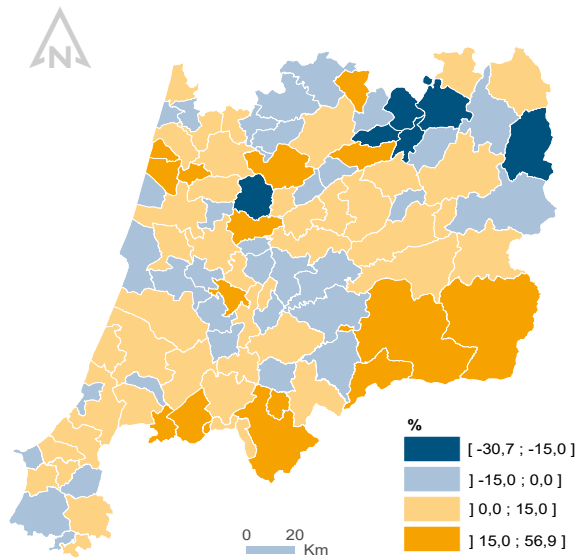 N
%
[ -30,7 ; -15,0 ]
] -15,0 ; 0,0 ]
] 0,0 ; 15,0 ]
] 15,0 ; 56,9 ]
0 20
Km